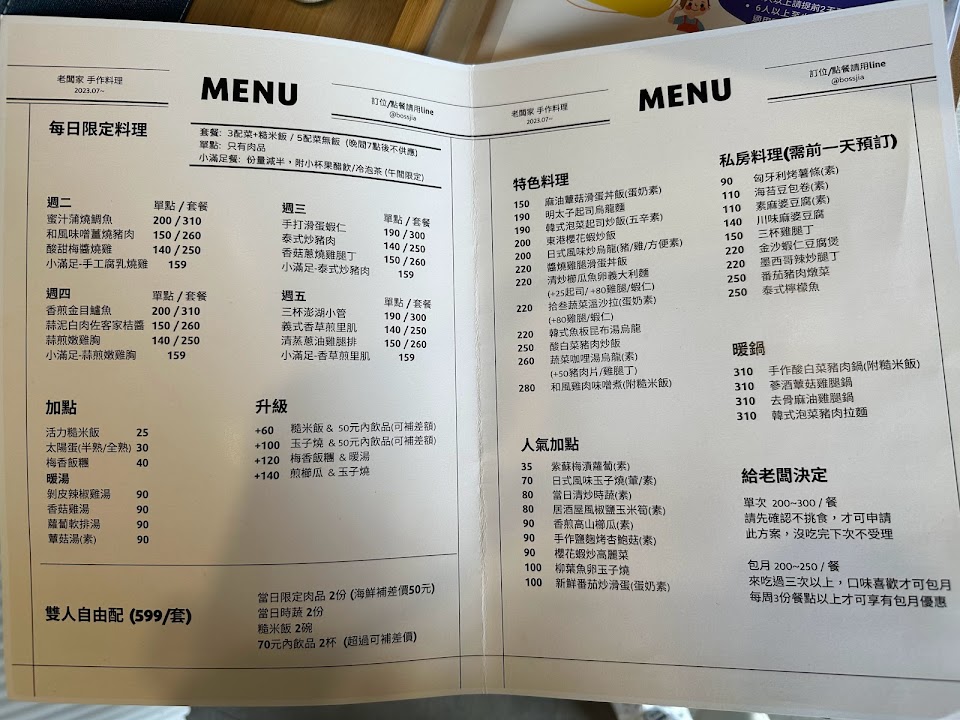 人以上請提前2天
6人以上至
老闆家 手作料理
2023.07~
MENU
訂位/點餐請用line
@bossjia
每日限定料理
套餐: 3配菜+糙米飯 / 5配菜無飯 (晚間7點後不供應)
單點: 只有肉品
小滿足餐: 份量減半，附小杯果醋飲/冷泡茶 (午間限定)
週二 單點 / 套餐
蜜汁蒲燒鯛魚 200 / 310
和風味噌薑燒豬肉 150 / 260
酸甜梅醬燒雞 140 / 250
小滿足-手工腐乳燒雞 159
週三 單點 / 套餐
手打滑蛋蝦仁 190 / 300
泰式炒豬肉 140 / 250
香菇蔥燒雞腿丁 150 / 260
小滿足-泰式炒豬肉 159
週四 單點 / 套餐
香煎金目鱸魚 200 / 310
蒜泥白肉佐客家桔醬 150 / 260
蒜煎嫩雞胸 140 / 250
小滿足-蒜煎嫩雞胸 159
週五 單點 / 套餐
三杯澎湖小管 190 / 300
義式香草煎里肌 140 / 250
清蒸蔥油雞腿排 150 / 260
小滿足-香草煎里肌 159
加點
活力糙米飯 25
太陽蛋(半熟/全熟) 30
梅香飯糰 40
暖湯
剝皮辣椒雞湯 90
香菇雞湯 90
蘿蔔軟排湯 90
蕈菇湯(素) 90
升級
+60 糙米飯 & 50元內飲品(可補差額)
+100 玉子燒 & 50元內飲品(可補差額)
+120 梅香飯糰 & 暖湯
+140 煎櫛瓜 & 玉子燒
雙人自由配 (599/套)
當日限定肉品 2份 (海鮮補差價50元)
當日時蔬 2份
糙米飯 2碗
70元內飲品 2杯 (超過可補差價)
老闆家 手作料理
2023.07~
MENU
訂位/點餐請用line
@bossjia
特色料理
150 麻油蕈菇滑蛋丼飯(蛋奶素)
190 明太子起司烏龍麵
190 韓式泡菜起司炒飯(五辛素)
200 東港櫻花蝦炒飯
200 日式風味炒烏龍(豬/雞/方便素)
220 醬燒雞腿滑蛋丼飯
220 清炒櫛瓜魚卵義大利麵
(+25起司/ +80雞腿/蝦仁)
220 拾叁蔬菜溫沙拉(蛋奶素)
(+80雞腿/蝦仁)
220 韓式魚板昆布湯烏龍
250 酸白菜豬肉炒飯
260 蔬菜咖哩湯烏龍(素)
(+50豬肉片/雞腿丁)
280 和風雞肉味噌煮(附糙米飯)
人氣加點
35 紫蘇梅漬蘿蔔(素)
70 日式風味玉子燒(葷/素)
80 當日清炒時蔬(素)
80 居酒屋風椒鹽玉米筍(素)
90 香煎高山櫛瓜(素)
90 手作鹽麴烤杏鮑菇(素)
90 櫻花蝦炒高麗菜
100 柳葉魚卵玉子燒
100 新鮮番茄炒滑蛋(蛋奶素)
私房料理(需前一天預訂)
90 匈牙利烤薯條(素)
110 海苔豆包卷(素)
110 素麻婆豆腐(素)
140 川味麻婆豆腐
150 三杯雞腿丁
220 金沙蝦仁豆腐煲
220 墨西哥辣炒腿丁
250 番茄豬肉燉菜
250 泰式檸檬魚
暖鍋
310 手作酸白菜豬肉鍋(附糙米飯)
310 蔘酒蕈菇雞腿鍋
310 去骨麻油雞腿鍋
310 韓式泡菜豬肉拉麵
給老闆決定
單次 200~300 / 餐
請先確認不挑食，才可申請
此方案，沒吃完下次不受理
包月 200~250 / 餐
來吃過三次以上，口味喜歡才可包月
每周3份餐點以上才可享有包月優惠